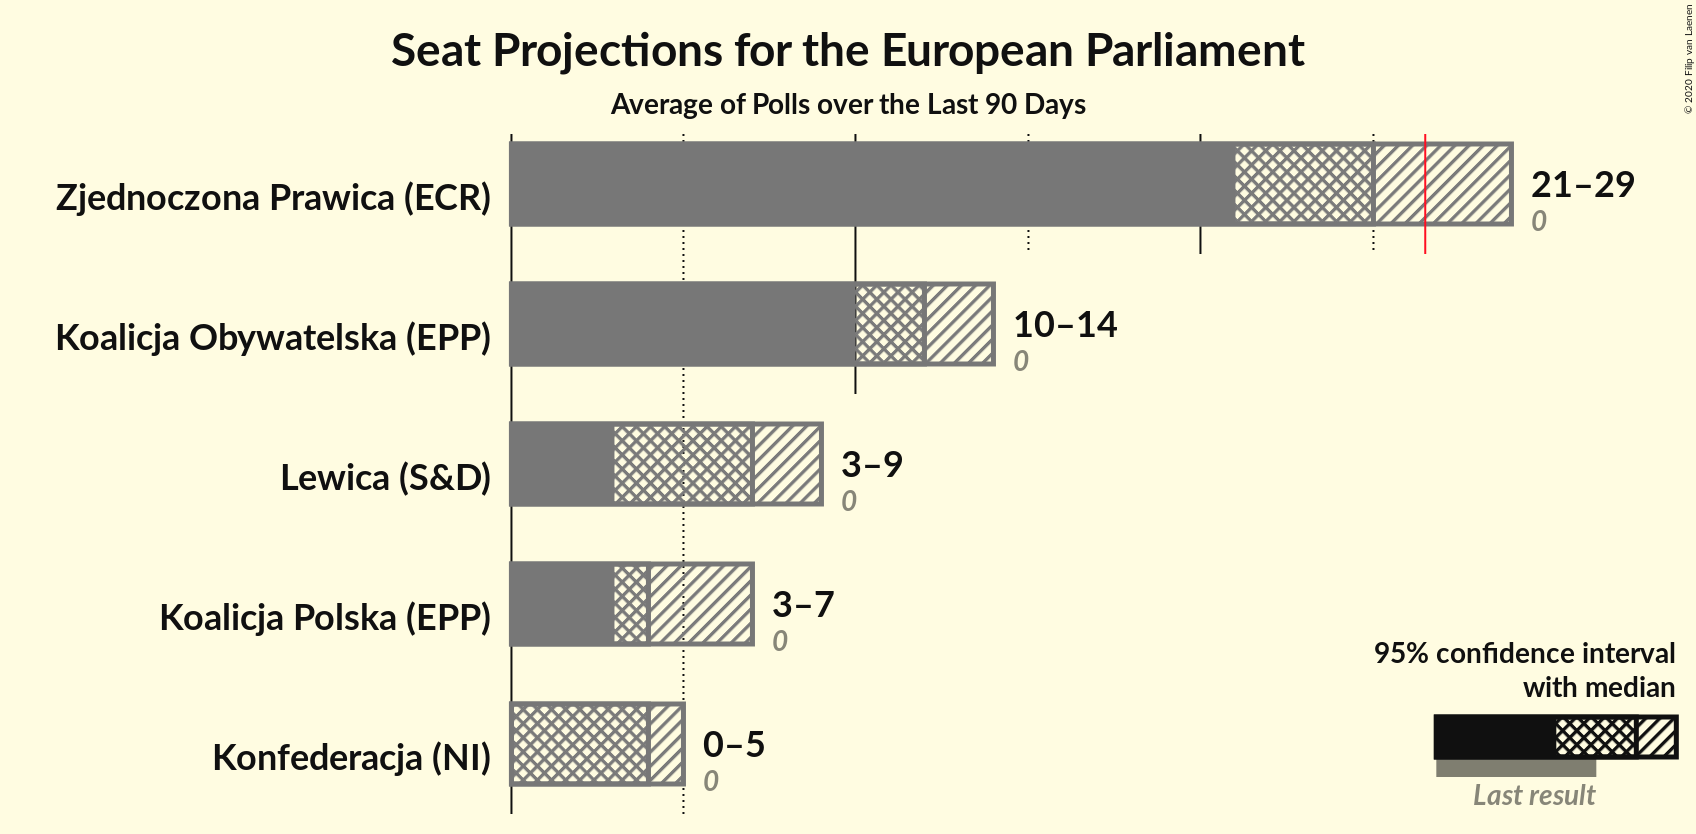 Seat Projections for the European Parliament
Average of Polls over the Last 90 Days
© 2020 Filip van Laenen
Zjednoczona Prawica (ECR)
21–29
0
Koalicja Obywatelska (EPP)
10–14
0
Lewica (S&D)
3–9
0
Koalicja Polska (EPP)
3–7
0
Konfederacja (NI)
0–5
0
95% confidence interval
with median
Last result